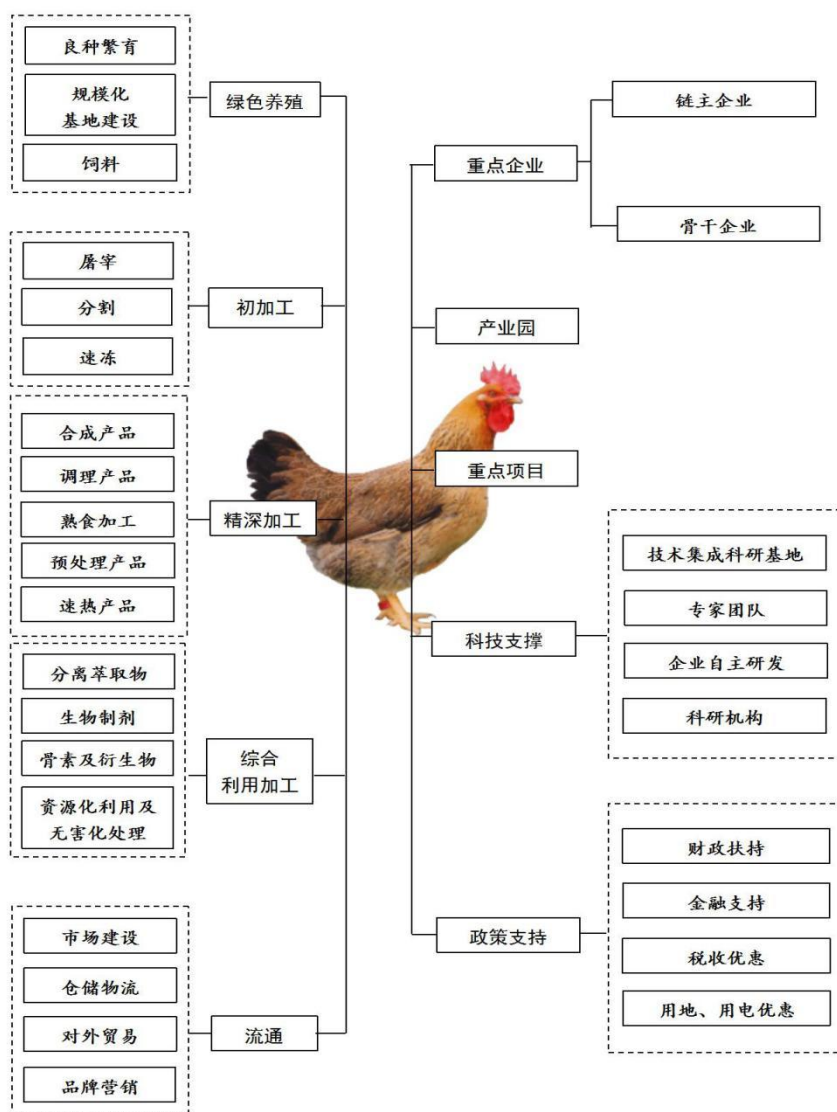 良种繁育
规模化
基地建设
饲料
绿色养殖
屠宰
分割
速冻
初加工
合成产品
调理产品
熟食加工
预处理产品
速热产品
精深加工
分离萃取物
生物制剂
骨素及衍生物
资源化利用及
无害化处理
综合
利用加工
市场建设
仓储物流
对外贸易
品牌营销
流通
重点企业
链主企业
骨干企业
产业园
重点项目
科技支撑
技术集成科研基地
专家团队
企业自主研发
科研机构
政策支持
财政扶持
金融支持
税收优惠
用地、用电优惠